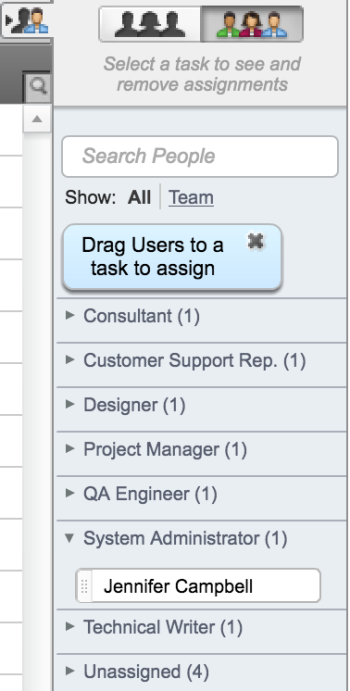 Select a task to see and
remove assignments
Search People
Show: All Team
Drag Users to a
task to assign
Consultant (1)
Customer Support Rep. (1)
Designer (1)
Project Manager (1)
QA Engineer (1)
System Administrator (1)
Jennifer Campbell
Technical Writer (1)
Unassigned (4)